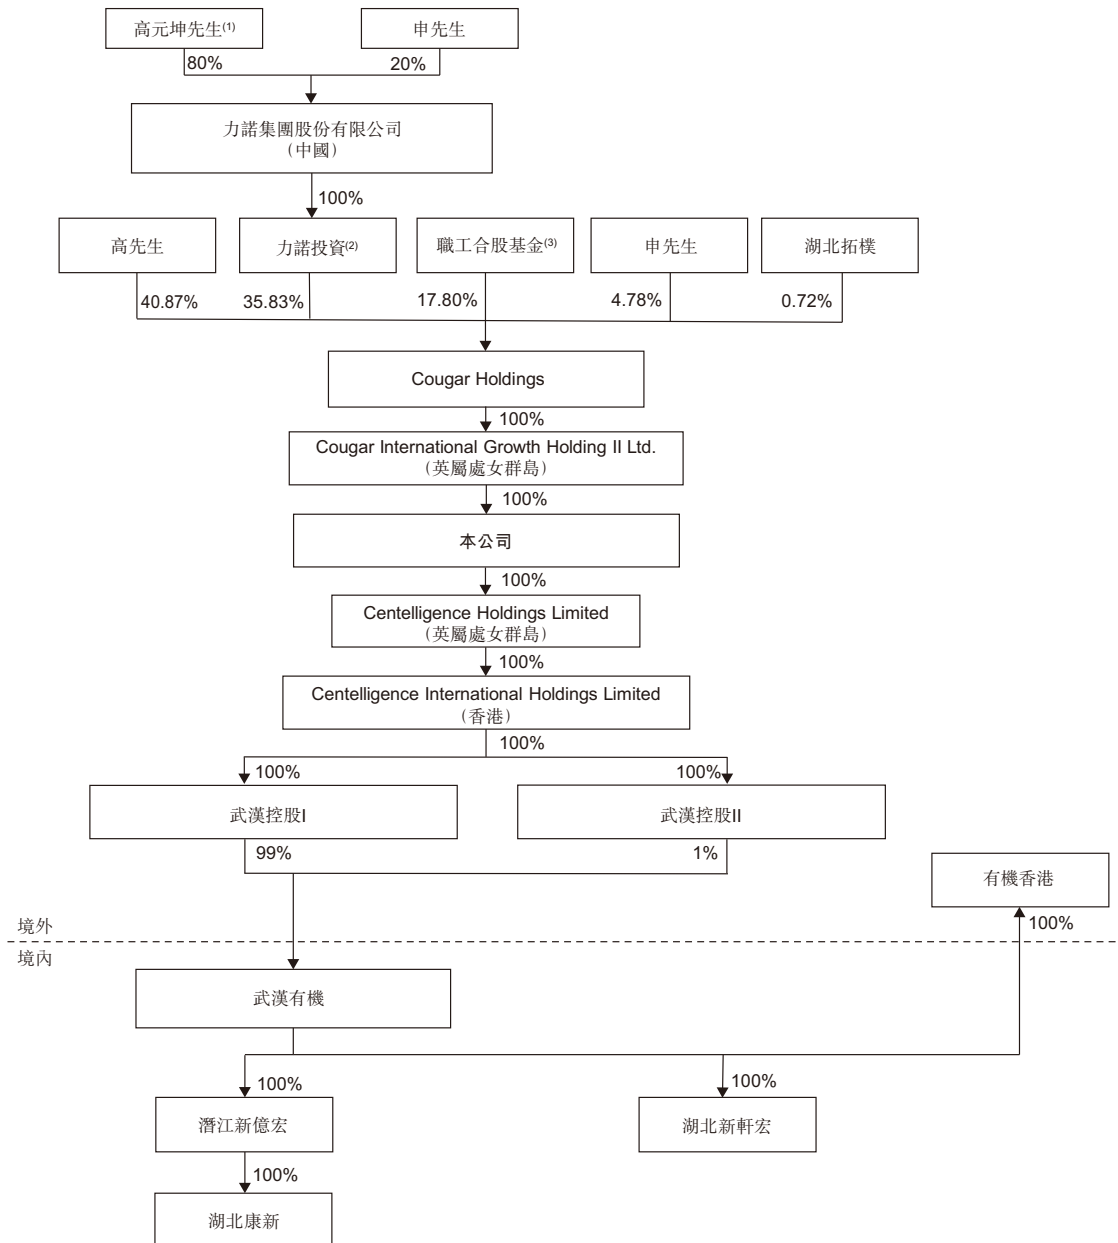 高元坤先生(1)
申先生
80%
20%
力諾集團股份有限公司
（中國）
100%
高先生
力諾投資(2)
職工合股基金(3)
申先生
湖北拓樸
40.87%
35.83%
17.80%
4.78%
0.72%
Cougar Holdings
100%
Cougar International Growth Holding II Ltd.
（英屬處女群島）
100%
本公司
100%
Centelligence Holdings Limited
（英屬處女群島）
100%
Centelligence International Holdings Limited
（香港）
100%
100%
100%
武漢控股I
武漢控股II
99%
1%
有機香港
100%
境外
境內
武漢有機
100%
100%
潛江新億宏
湖北新軒宏
100%
湖北康新